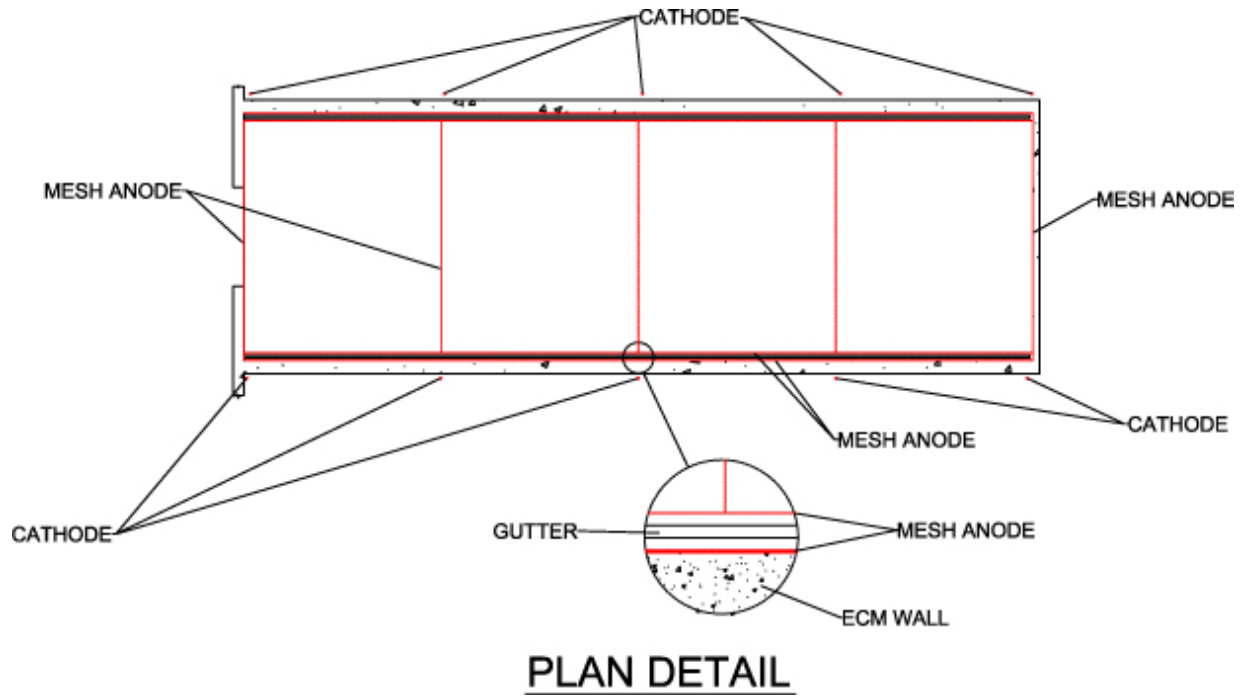 CATHODE
MESH ANODE
MESH ANODE
MESH ANODE
CATHODE
CATHODE
GUTTER
MESH ANODE
ECM WALL
PLAN DETAIL